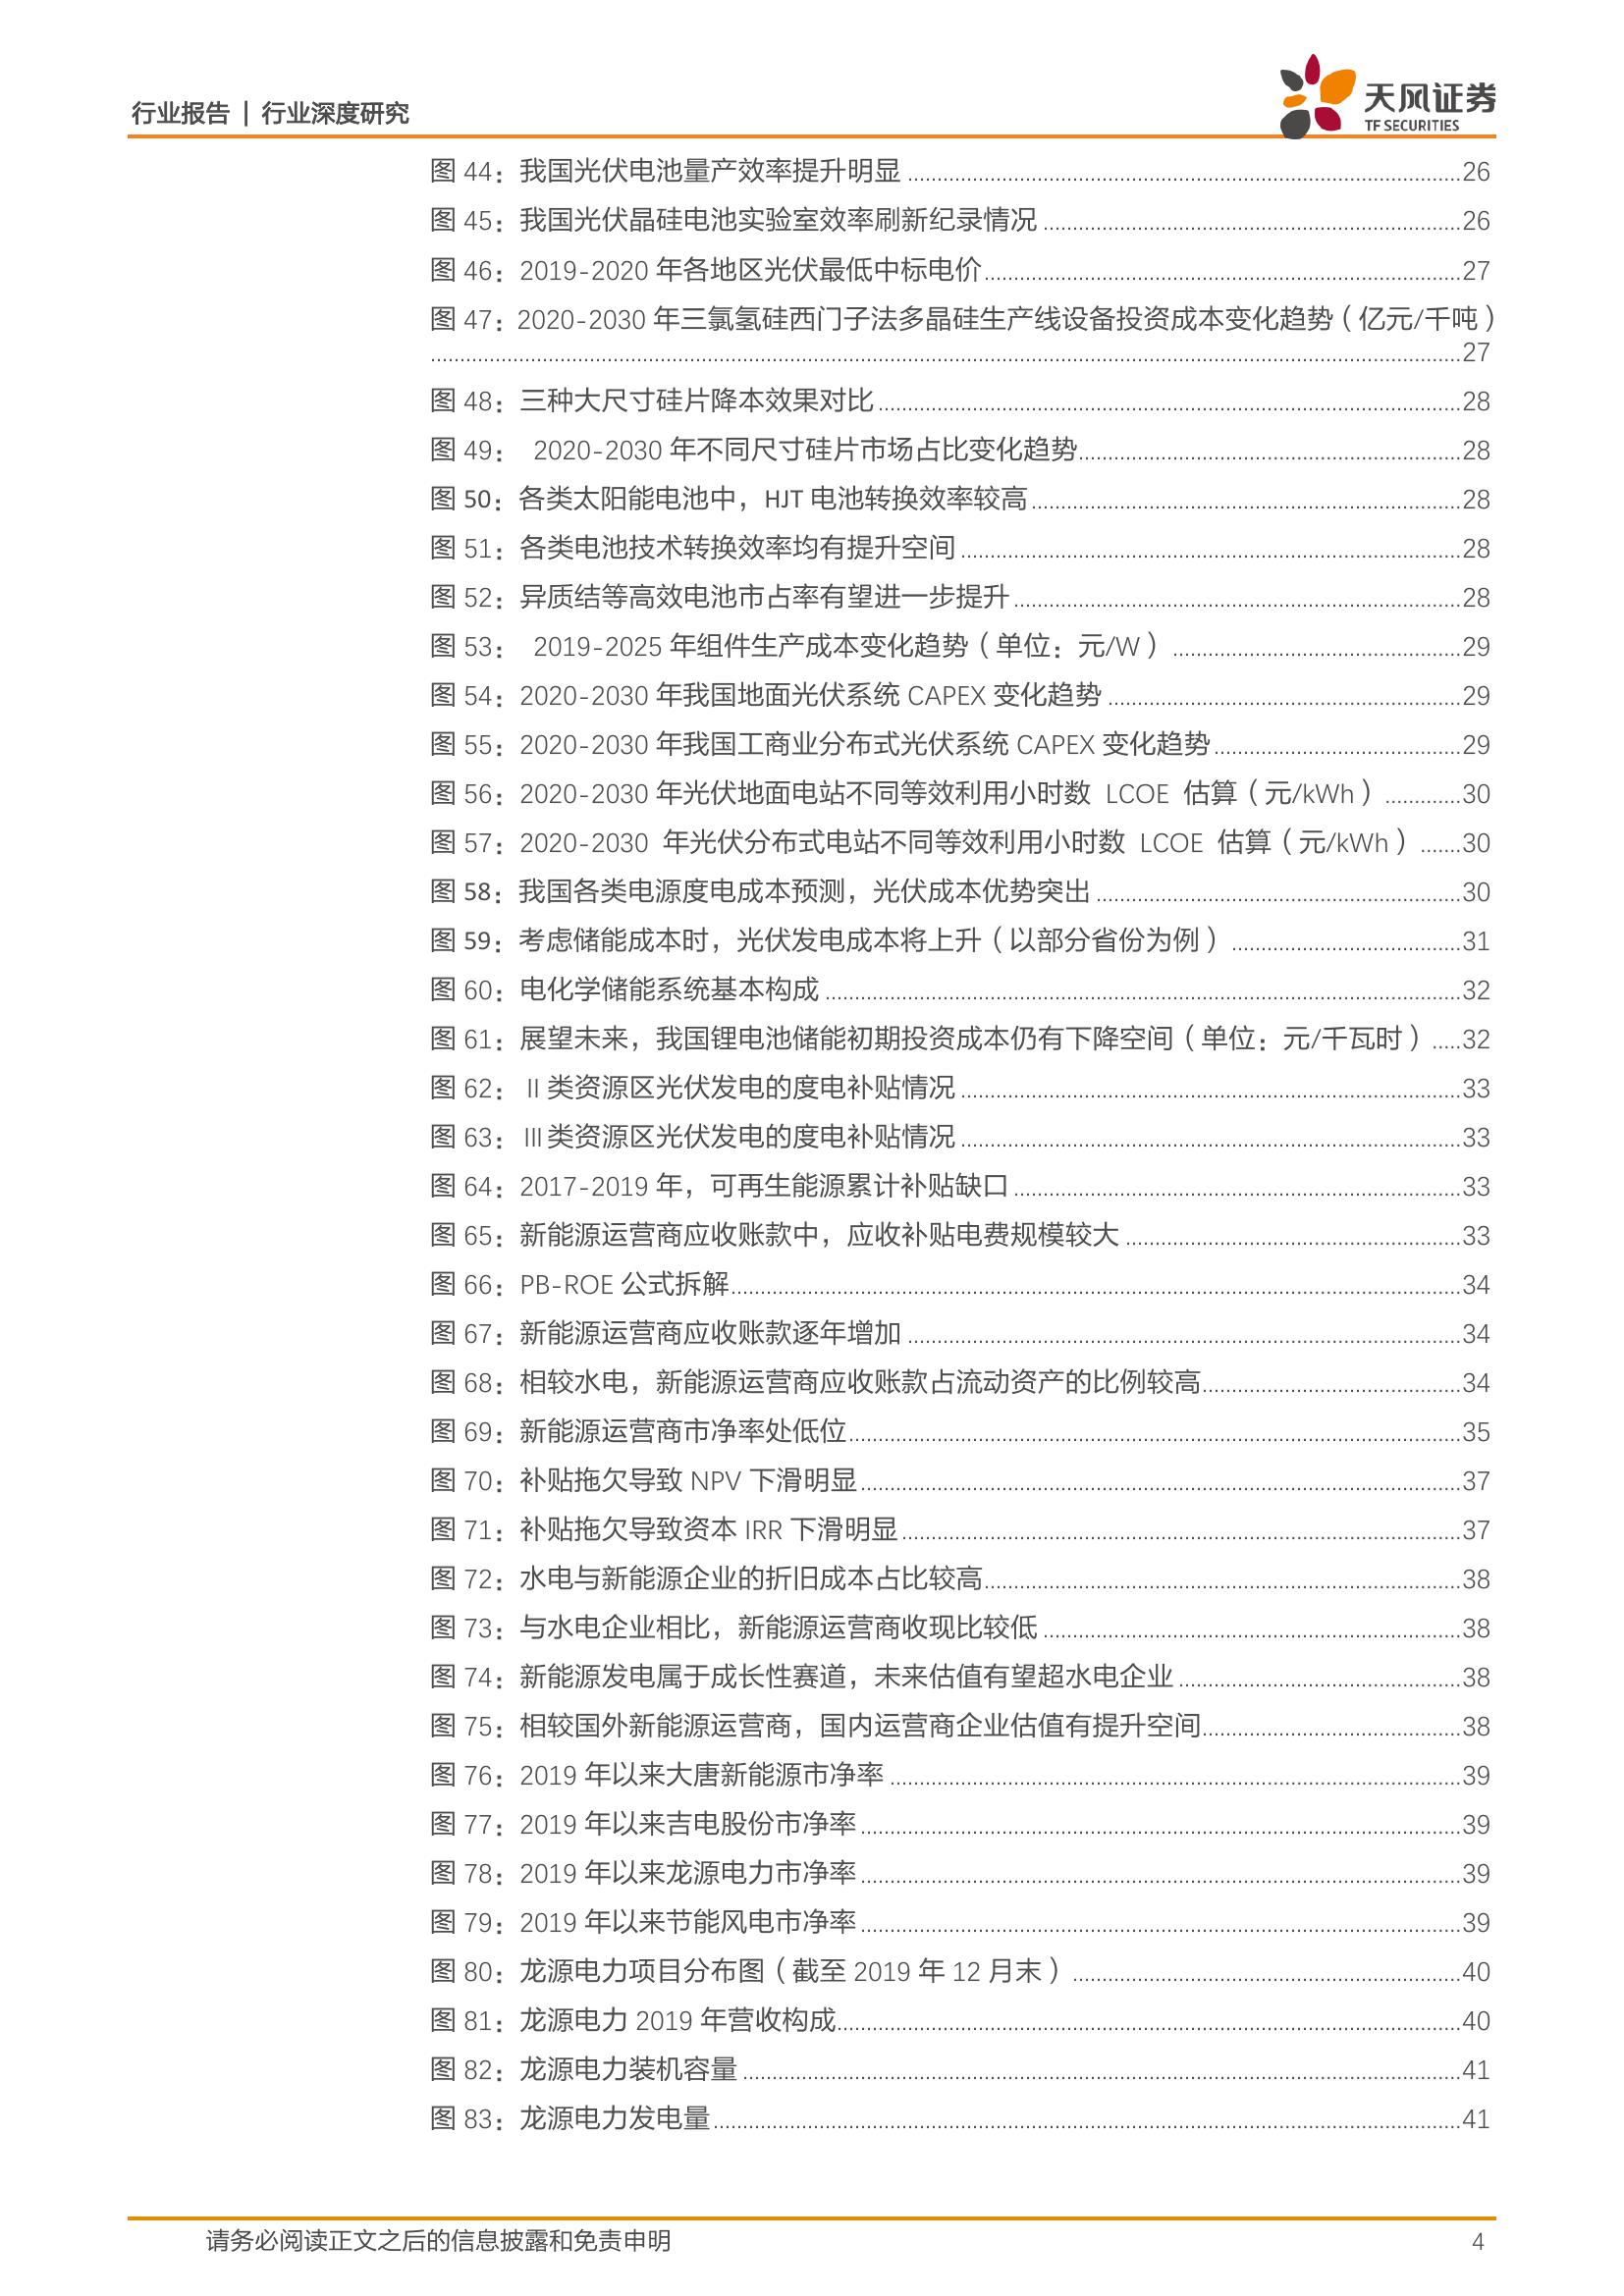 行业报告 | 行业深度研究
天风证券
TF SECURITIES
图 44：我国光伏电池量产效率提升明显 ........ 26
图 45：我国光伏晶硅电池实验室效率刷新纪录情况 ........ 26
图 46：2019-2020 年各地区光伏最低中标电价 ........ 27
图 47：2020-2030 年三氯氢硅西门子法多晶硅生产线设备投资成本变化趋势（亿元/千吨）
........ 27
图 48：三种大尺寸硅片降本效果对比 ........ 28
图 49： 2020-2030 年不同尺寸硅片市场占比变化趋势 ........ 28
图 50：各类太阳能电池中，HJT 电池转换效率较高 ........ 28
图 51：各类电池技术转换效率均有提升空间 ........ 28
图 52：异质结等高效电池市占率有望进一步提升 ........ 28
图 53： 2019-2025 年组件生产成本变化趋势（单位：元/W） ........ 29
图 54：2020-2030 年我国地面光伏系统 CAPEX 变化趋势 ........ 29
图 55：2020-2030 年我国工商业分布式光伏系统 CAPEX 变化趋势 ........ 29
图 56：2020-2030 年光伏地面电站不同等效利用小时数 LCOE 估算（元/kWh） ........ 30
图 57：2020-2030 年光伏分布式电站不同等效利用小时数 LCOE 估算（元/kWh） ........ 30
图 58：我国各类电源度电成本预测，光伏成本优势突出 ........ 30
图 59：考虑储能成本时，光伏发电成本将上升（以部分省份为例） ........ 31
图 60：电化学储能系统基本构成 ........ 32
图 61：展望未来，我国锂电池储能初期投资成本仍有下降空间（单位：元/千瓦时） ........ 32
图 62：II 类资源区光伏发电的度电补贴情况 ........ 33
图 63：III 类资源区光伏发电的度电补贴情况 ........ 33
图 64：2017-2019 年，可再生能源累计补贴缺口 ........ 33
图 65：新能源运营商应收账款中，应收补贴电费规模较大 ........ 33
图 66：PB-ROE 公式拆解 ........ 34
图 67：新能源运营商应收账款逐年增加 ........ 34
图 68：相较水电，新能源运营商应收账款占流动资产的比例较高 ........ 34
图 69：新能源运营商市净率处低位 ........ 35
图 70：补贴拖欠导致 NPV 下滑明显 ........ 37
图 71：补贴拖欠导致资本 IRR 下滑明显 ........ 37
图 72：水电与新能源企业的折旧成本占比较高 ........ 38
图 73：与水电企业相比，新能源运营商收现比较低 ........ 38
图 74：新能源发电属于成长性赛道，未来估值有望超水电企业 ........ 38
图 75：相较国外新能源运营商，国内运营商企业估值有提升空间 ........ 38
图 76：2019 年以来大唐新能源市净率 ........ 39
图 77：2019 年以来吉电股份市净率 ........ 39
图 78：2019 年以来龙源电力市净率 ........ 39
图 79：2019 年以来节能风电市净率 ........ 39
图 80：龙源电力项目分布图（截至 2019 年 12 月末） ........ 40
图 81：龙源电力 2019 年营收构成 ........ 40
图 82：龙源电力装机容量 ........ 41
图 83：龙源电力发电量 ........ 41
请务必阅读正文之后的信息披露和免责申明 4